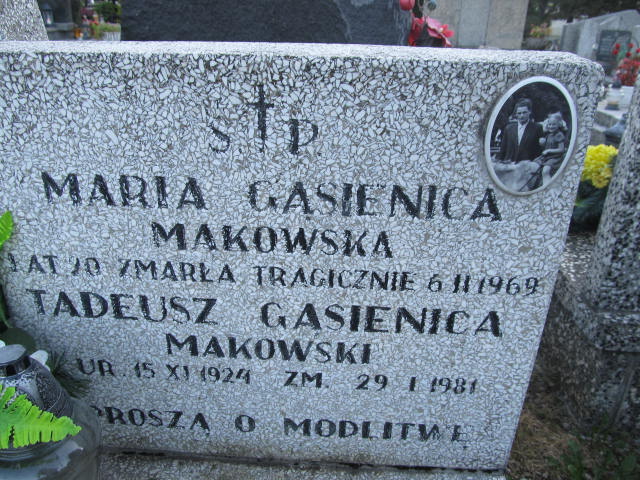 S P
MARIA GĄSIENICA
MAKOWSKA
LAT 20 ZMARŁA TRAGICZNIE 6 II 1969
TADEUSZ GĄSIENICA
MAKOWSKI
UR 15 XI 1924 ZM. 29 I 1981
PROSZĄ O MODLITWĘ